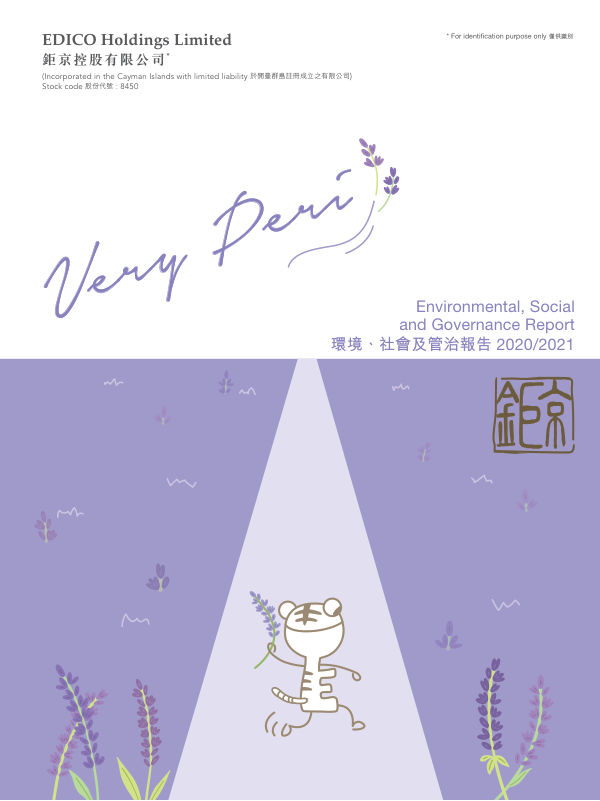 EDICO Holdings Limited
鉅京控股有限公司*
(Incorporated in the Cayman Islands with limited liability 於開曼群島註冊成立之有限公司)
Stock code 股份代號 : 8450
* For identification purpose only 僅供識別
Very Peri
Environmental, Social
and Governance Report
環境、社會及管治報告 2020/2021
鉅京